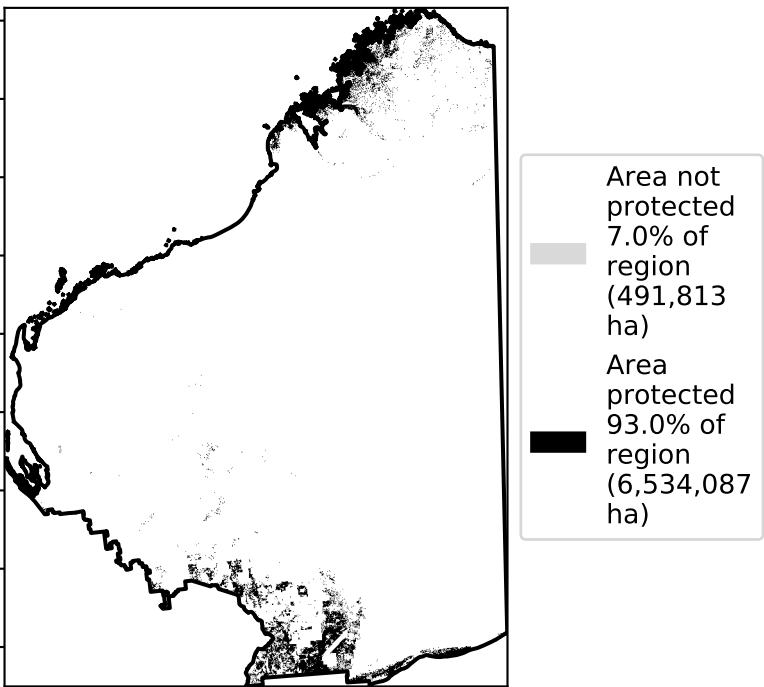 Area not
protected
7.0% of
region
(491,813
ha)
Area
protected
93.0% of
region
(6,534,087
ha)